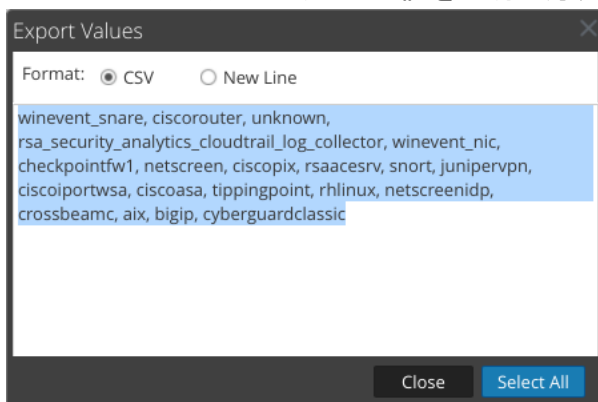 Export Values
Format: CSV New Line
winevent_snare, ciscorouter, unknown,
rsa_security_analytics_cloudtrail_log_collector, winevent_nic,
checkpointfw1, netscreen, ciscopix, rsaacesrv, snort, junipervpn,
ciscoiportwsa, ciscoasa, tippingpoint, rhlinux, netscreenidp,
crossbeamc, aix, bigip, cyberguardclassic
Close Select All